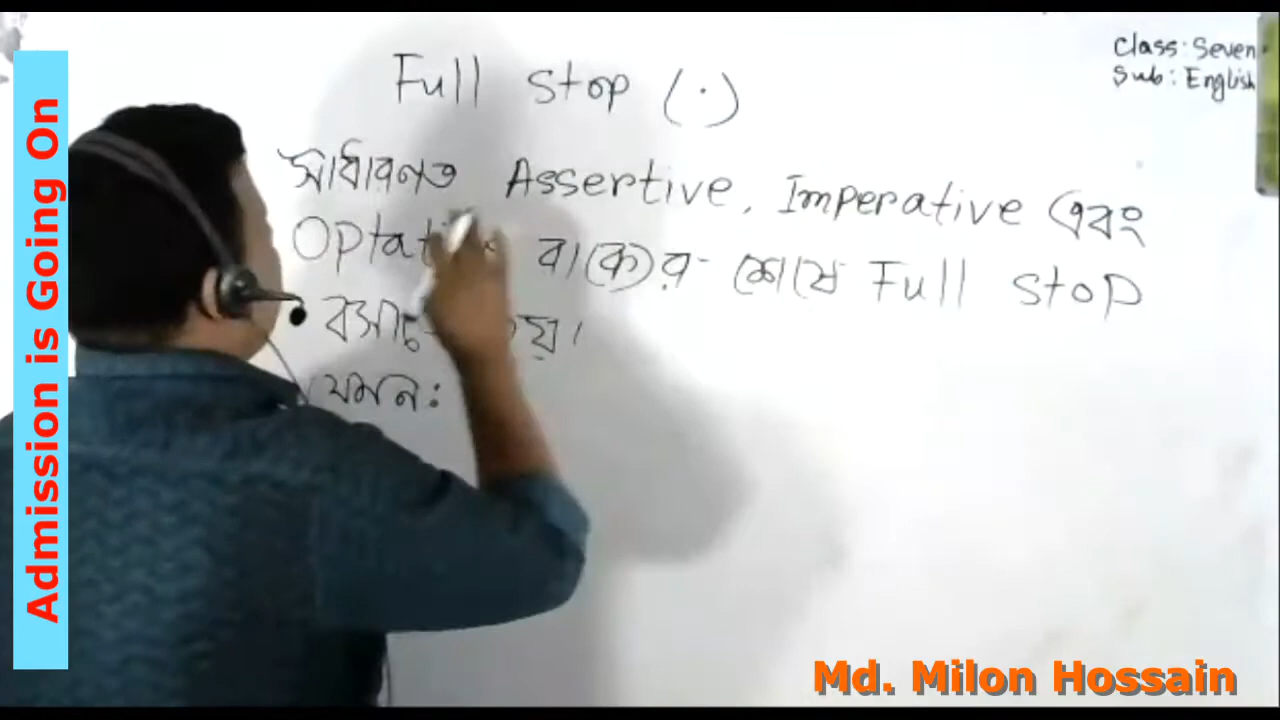 Admission is Going On
Class: Seven
Sub: English
Full Stop (.)
সাধারণত Assertive, Imperative এবং
বাক্যের শেষে Full Stop
যমন:
Md. Milon Hossain